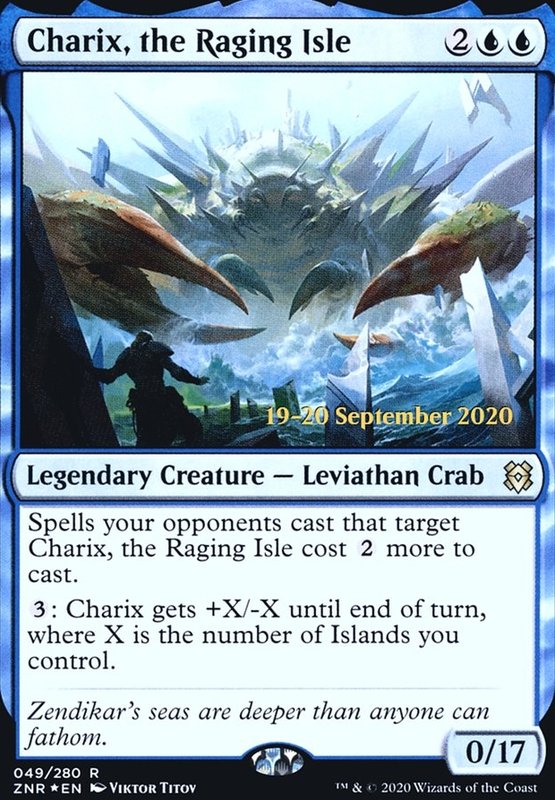 Charix, the Raging Isle 2
19–20 September 2020
Legendary Creature — Leviathan Crab
Spells your opponents cast that target
Charix, the Raging Isle cost 2 more to
cast.
3: Charix gets +X/-X until end of turn,
where X is the number of Islands you
control.
Zendikar's seas are deeper than anyone can
fathom.
0/17
049/280 R
ZNR ★ EN Viktor Titov
™ & © 2020 Wizards of the Coast